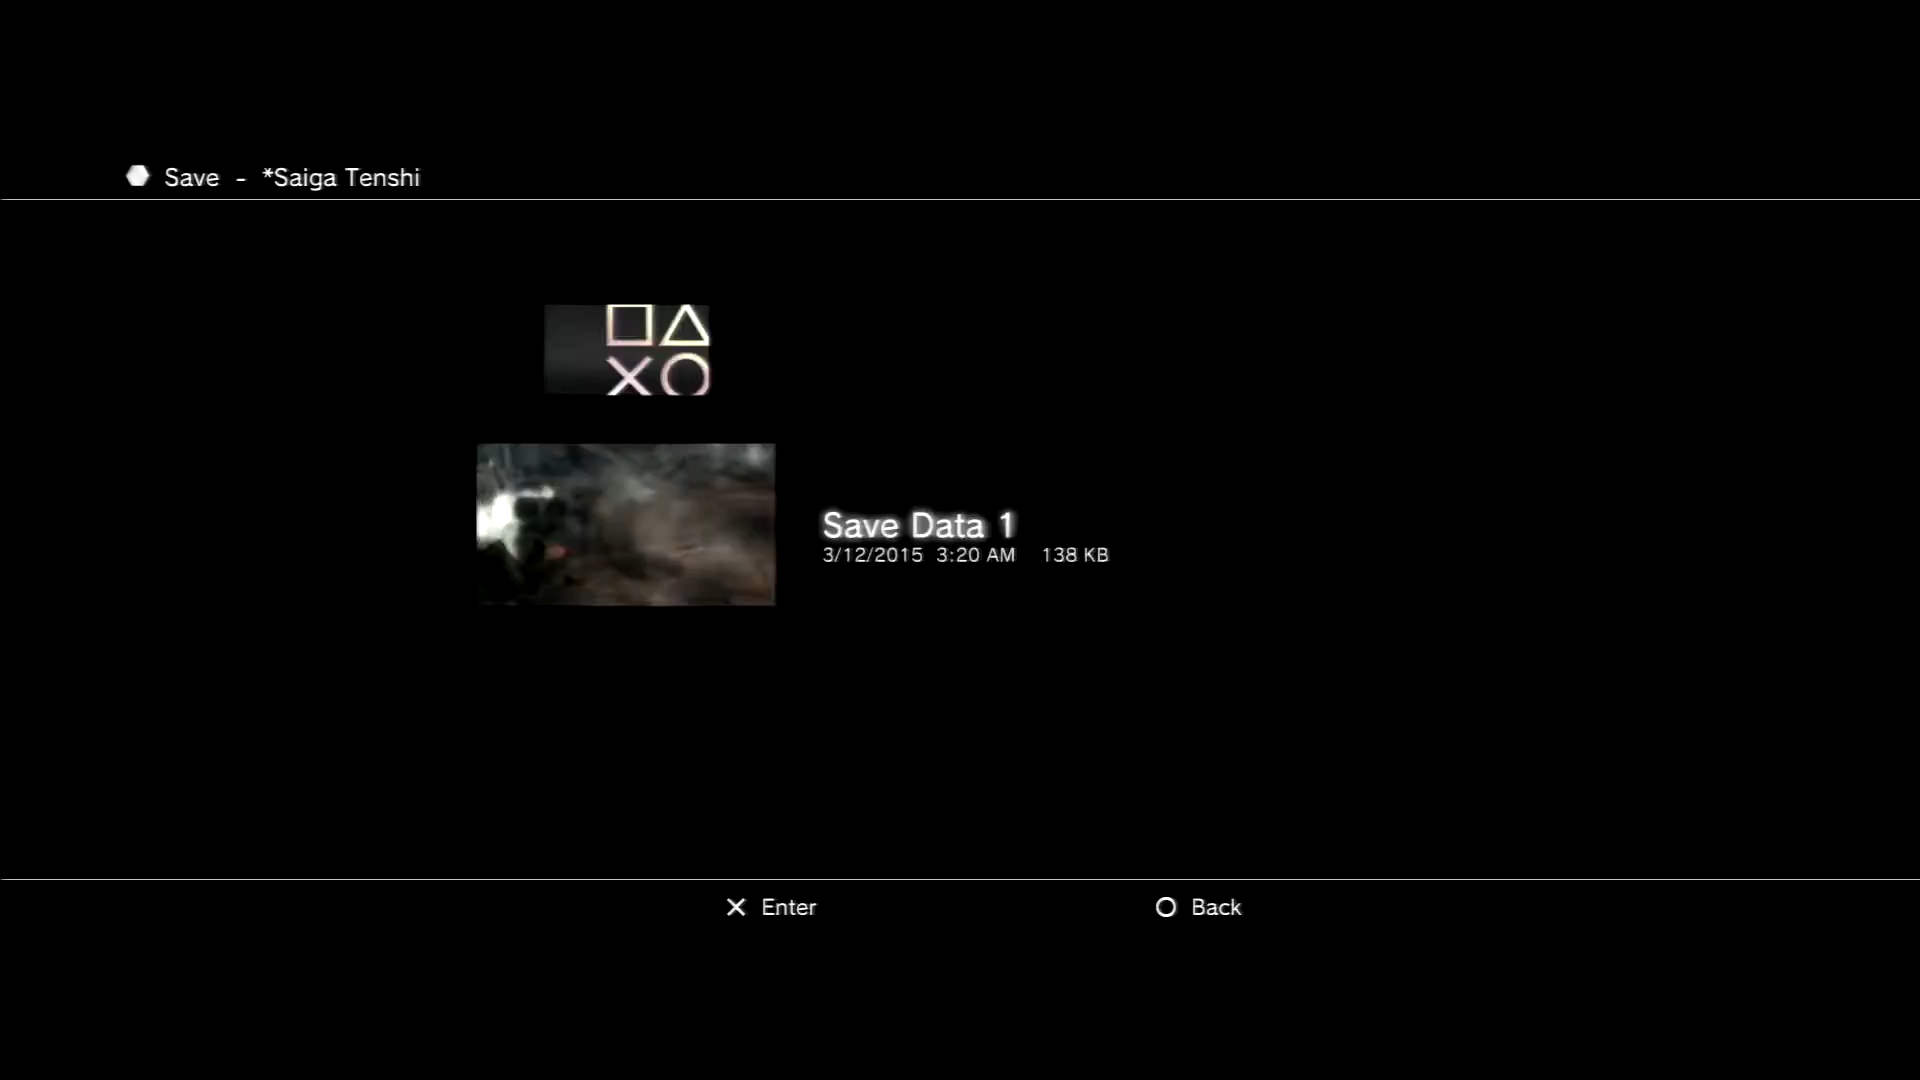 Save - *Saiga Tenshi
Save Data 1
3/12/2015 3:20 AM 138 KB
Enter
Back